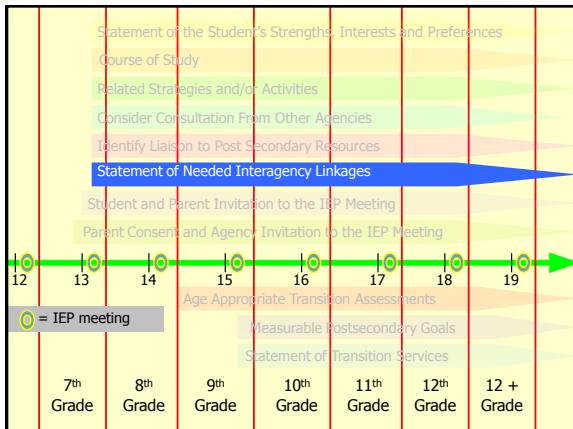 Statement of the Student's Strengths, Interests and Preferences
Course of Study
Related Strategies and/or Activities
Consider Consultation From Other Agencies
Identify Liaison to Post Secondary Resources
Statement of Needed Interagency Linkages
Student and Parent Invitation to the IEP Meeting
Parent Consent and Agency Invitation to the IEP Meeting
12 13 14 15 16 17 18 19
Age Appropriate Transition Assessments
= IEP meeting
Measurable Postsecondary Goals
Statement of Transition Services
7th 8th 9th 10th 11th 12th 12 +
Grade Grade Grade Grade Grade Grade Grade